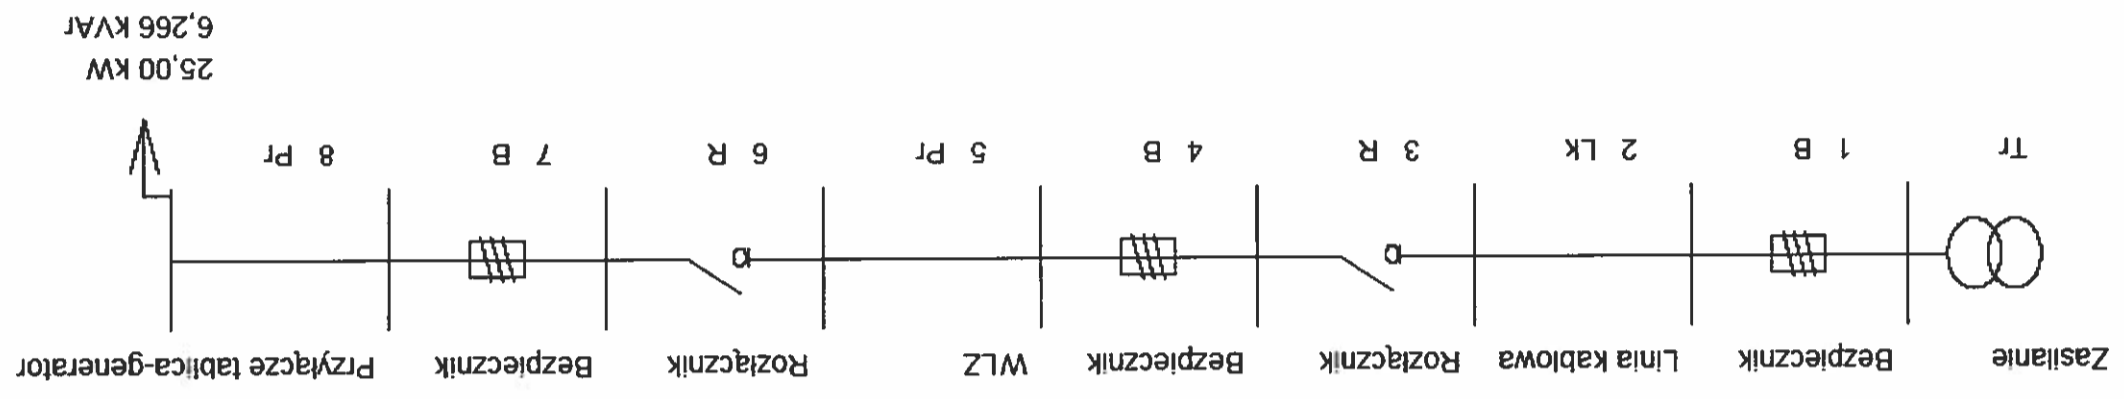 Zasilanie Bezpiecznik Linia kablowa Rozłącznik Bezpiecznik WLZ Rozłącznik Bezpiecznik Przyłącze tablica-generator
Tr 1 B 2 Lk 3 R 4 B 5 Pr 6 R 7 B 8 Pr
25,00 kW
6,266 kVAr